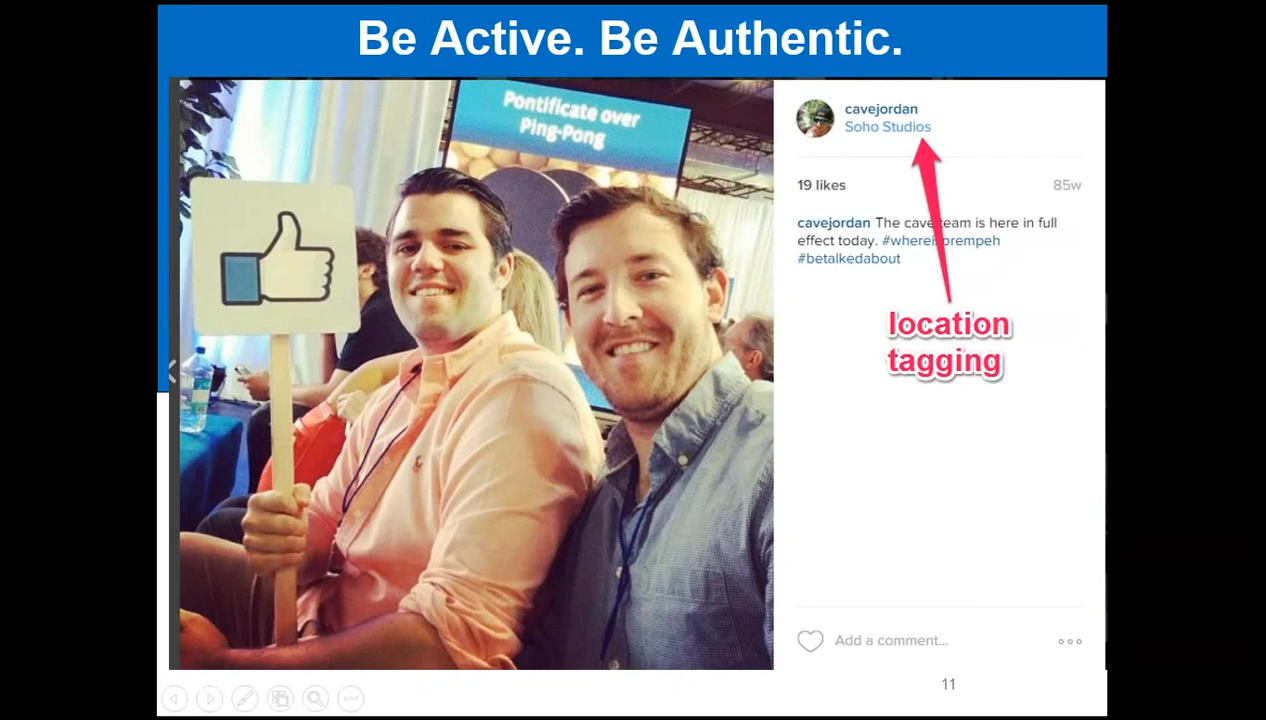 Be Active. Be Authentic.
Pontificate over
Ping-Pong
cavejordan
Soho Studios
19 likes
85w
cavejordan The cave team is here in full
effect today. #whereisprempeh
#betalkedabout
location
tagging
Add a comment...
11